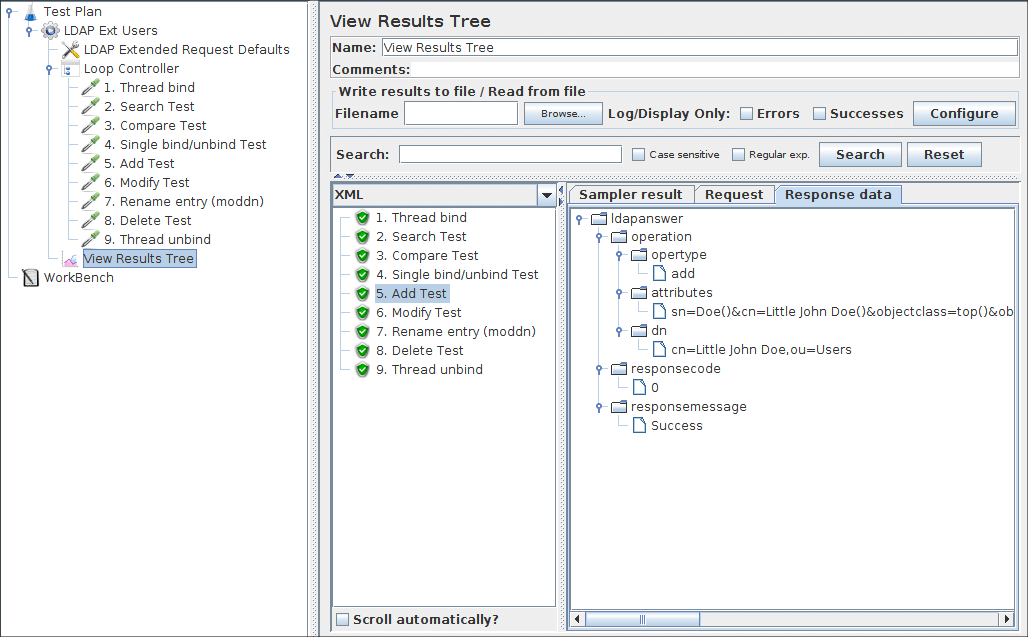 Test Plan
LDAP Ext Users
LDAP Extended Request Defaults
Loop Controller
1. Thread bind
2. Search Test
3. Compare Test
4. Single bind/unbind Test
5. Add Test
6. Modify Test
7. Rename entry (moddn)
8. Delete Test
9. Thread unbind
View Results Tree
WorkBench
View Results Tree
Name: View Results Tree
Comments:
Write results to file / Read from file
Filename Browse... Log/Display Only: Errors Successes Configure
Search: Case sensitive Regular exp. Search Reset
XML
1. Thread bind
2. Search Test
3. Compare Test
4. Single bind/unbind Test
5. Add Test
6. Modify Test
7. Rename entry (moddn)
8. Delete Test
9. Thread unbind
Scroll automatically?
Sampler result Request Response data
ldapanswer
operation
opertype
add
attributes
sn=Doe()&cn=Little John Doe()&objectclass=top()&ob
dn
cn=Little John Doe,ou=Users
responsecode
0
responsemessage
Success